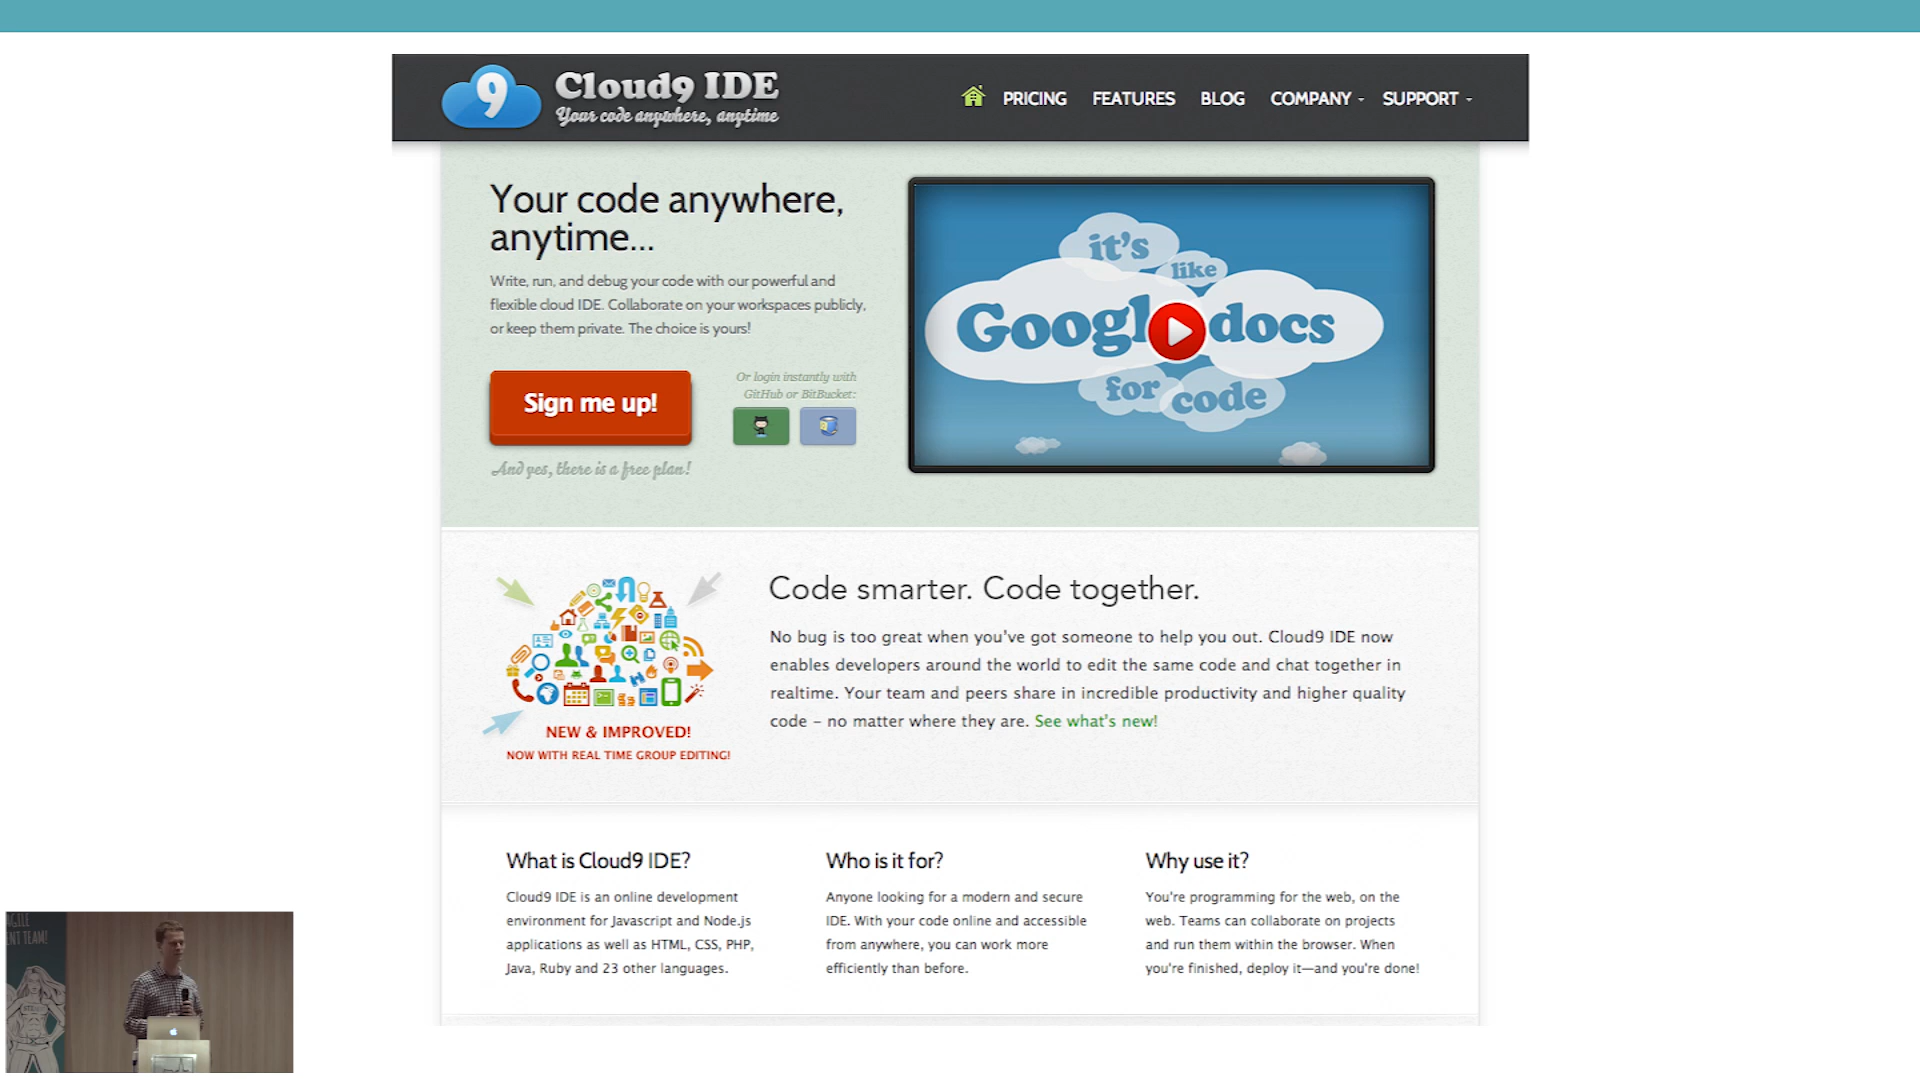 9
Cloud9 IDE
Your code anywhere, anytime
PRICING FEATURES BLOG COMPANY SUPPORT
Your code anywhere,
anytime...
Write, run, and debug your code with our powerful and
flexible cloud IDE. Collaborate on your workspaces publicly,
or keep them private. The choice is yours!
Sign me up!
Or login instantly with
GitHub or BitBucket:
And yes, there is a free plan!
it's
like
Googl docs
for
code
NEW & IMPROVED!
NOW WITH REAL TIME GROUP EDITING!
Code smarter. Code together.
No bug is too great when you've got someone to help you out. Cloud9 IDE now
enables developers around the world to edit the same code and chat together in
realtime. Your team and peers share in incredible productivity and higher quality
code – no matter where they are. See what's new!
What is Cloud9 IDE?
Cloud9 IDE is an online development
environment for Javascript and Node.js
applications as well as HTML, CSS, PHP,
Java, Ruby and 23 other languages.
Who is it for?
Anyone looking for a modern and secure
IDE. With your code online and accessible
from anywhere, you can work more
efficiently than before.
Why use it?
You're programming for the web, on the
web. Teams can collaborate on projects
and run them within the browser. When
you're finished, deploy it—and you're done!
TEAM!